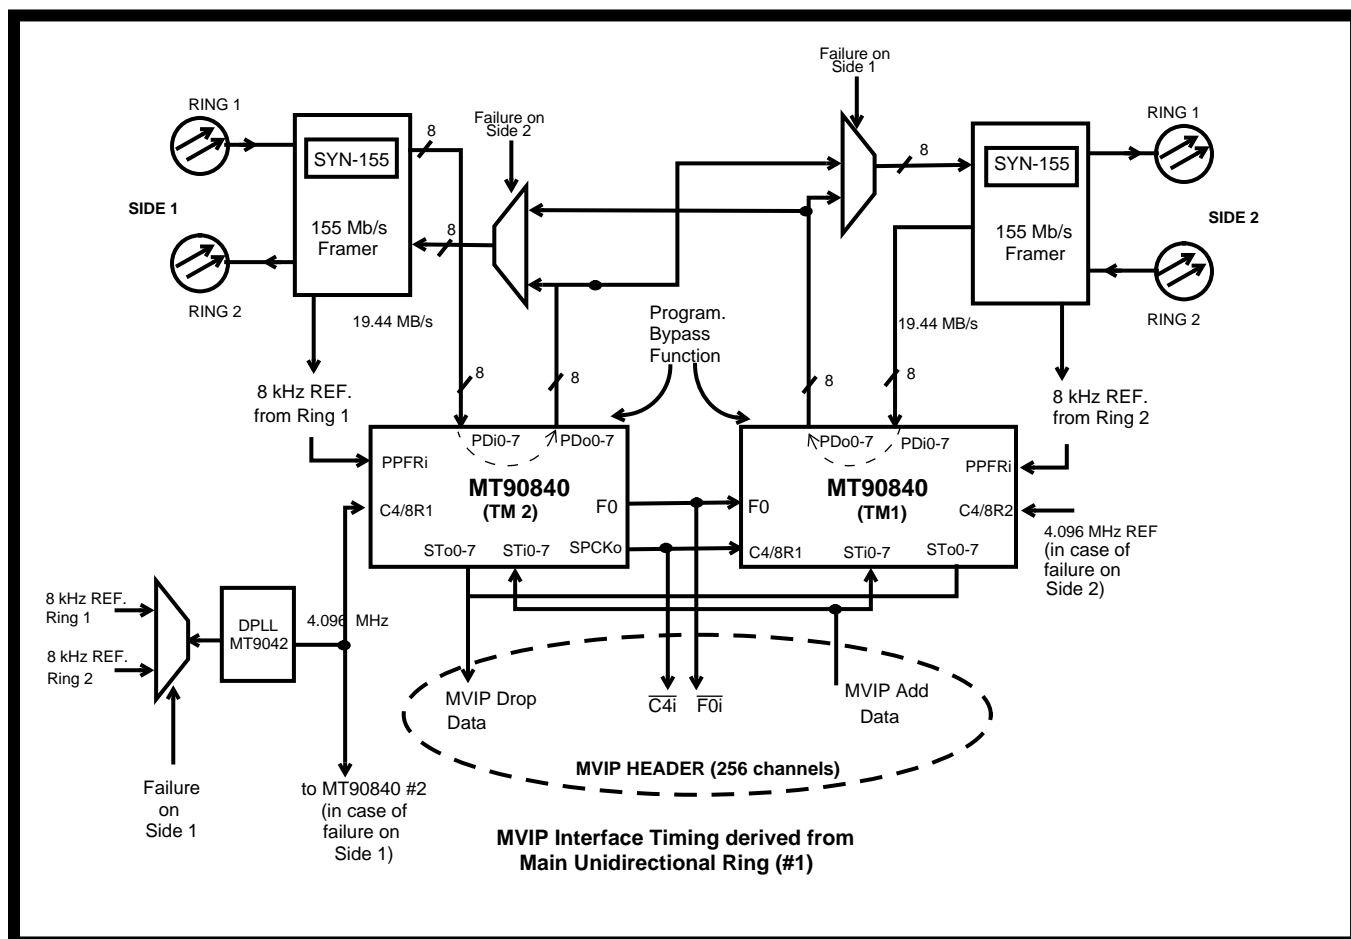 Failure on
Side 1
RING 1
8
Failure on
Side 2
SYN-155
SIDE 1
155 Mb/s
Framer
8
RING 2
19.44 MB/s
8 kHz REF.
from Ring 1
8
8
Program.
Bypass
Function
8
RING 1
SYN-155
SIDE 2
155 Mb/s
Framer
RING 2
19.44 MB/s
8
8
8 kHz REF.
from Ring 2
PDi0-7
PDo0-7
PPFRi
MT90840
(TM 2)
C4/8R1
F0
STo0-7
STi0-7
SPCKo
PDo0-7
PDi0-7
PPFRi
MT90840
(TM1)
F0
C4/8R2
C4/8R1
STi0-7
STo0-7
4.096 MHz REF
(in case of
failure on
Side 2)
8 kHz REF.
Ring 1
8 kHz REF.
Ring 2
DPLL
MT9042
4.096 MHz
MVIP Drop
Data
C4i
F0i
MVIP Add
Data
MVIP HEADER (256 channels)
Failure
on
Side 1
to MT90840 #2
(in case of
failure on
Side 1)
MVIP Interface Timing derived from
Main Unidirectional Ring (#1)